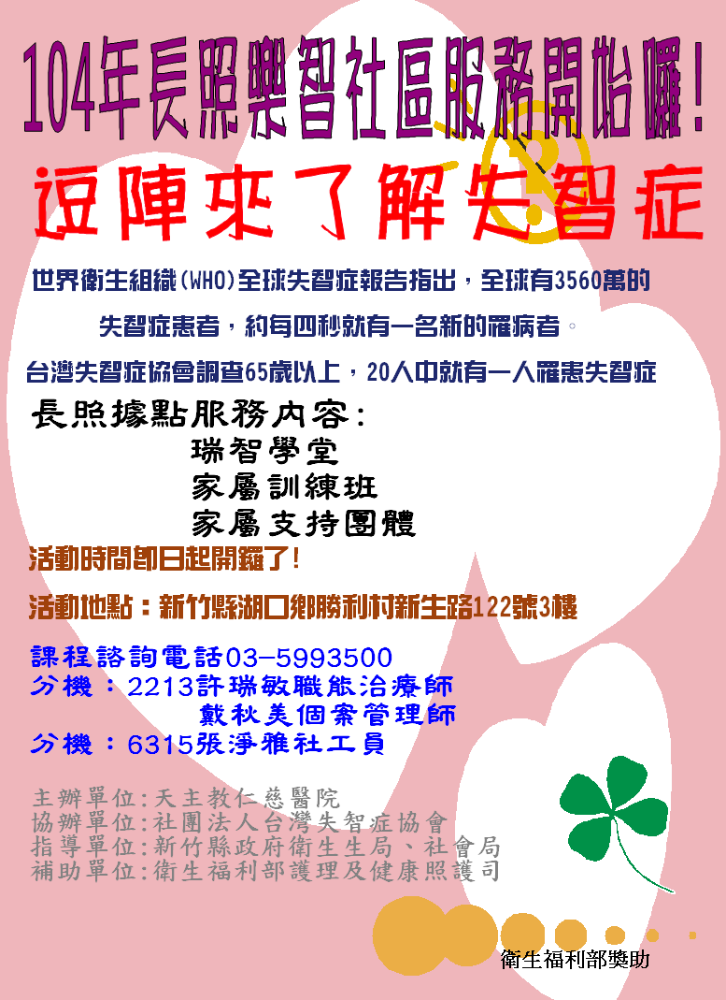 104年長照樂智社區服務開始囉!
逗陣來了解失智症
世界衛生組織(WHO)全球失智症報告指出，全球有3560萬的
失智症患者，約每四秒就有一名新的罹病者。
台灣失智症協會調查65歲以上，20人中就有一人罹患失智症
長照據點服務內容:
瑞智學堂
家屬訓練班
家屬支持團體
活動時間即日起開鑼了!
活動地點：新竹縣湖口鄉勝利村新生路122號3樓
課程諮詢電話03-5993500
分機：2213許瑞敏職能治療師
戴秋美個案管理師
分機：6315張淨雅社工員
主辦單位:天主教仁慈醫院
協辦單位:社團法人台灣失智症協會
指導單位:新竹縣政府衛生生局、社會局
補助單位:衛生福利部護理及健康照護司
衛生福利部獎助